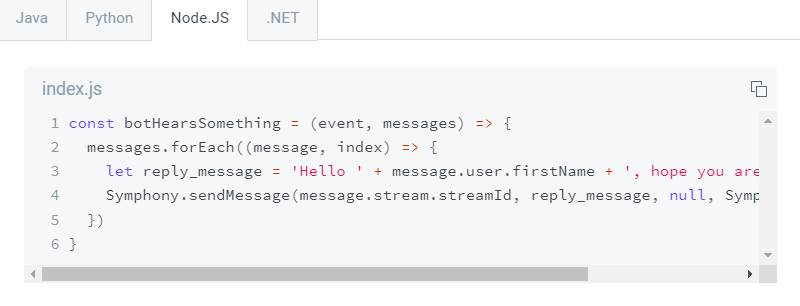 Java Python Node.JS .NET
index.js
1 const botHearsSomething = (event, messages) => {
2 messages.forEach((message, index) => {
3 let reply_message = 'Hello ' + message.user.firstName + ', hope you are
4 Symphony.sendMessage(message.stream.streamId, reply_message, null, Symp
5 })
6 }